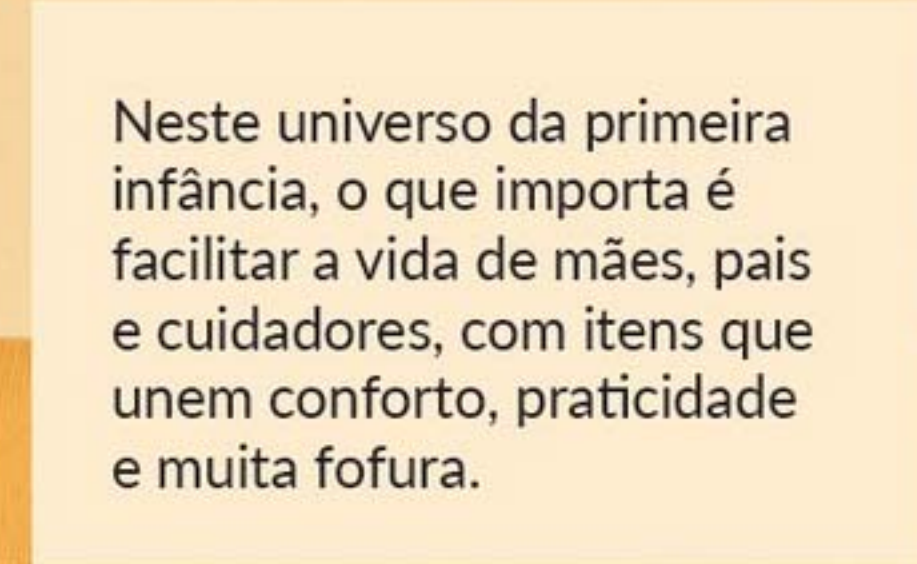 Neste universo da primeira
infância, o que importa é
facilitar a vida de mães, pais
e cuidadores, com itens que
unem conforto, praticidade
e muita fofura.